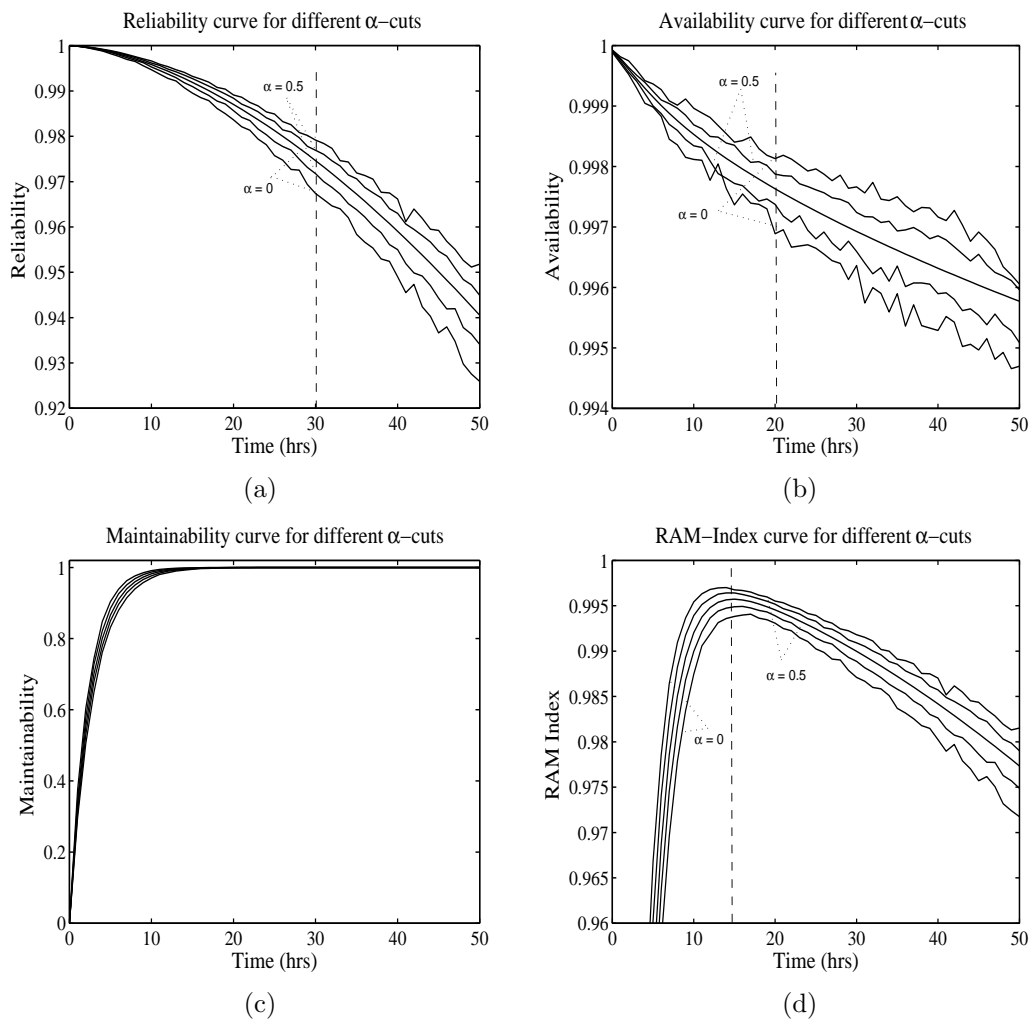 Reliability curve for different α−cuts
1
0.99
0.98
0.97
0.96
0.95
0.94
0.93
0.92
Reliability
α = 0.5
α = 0
0 10 20 30 40 50
Time (hrs)
(a)
Availability curve for different α−cuts
1
0.999
0.998
0.997
0.996
0.995
0.994
Availability
α = 0.5
α = 0
0 10 20 30 40 50
Time (hrs)
(b)
Maintainability curve for different α−cuts
1
0.8
0.6
0.4
0.2
0
Maintainability
0 10 20 30 40 50
Time (hrs)
(c)
RAM−Index curve for different α−cuts
1
0.995
0.99
0.985
0.98
0.975
0.97
0.965
0.96
RAM Index
α = 0.5
α = 0
0 10 20 30 40 50
Time (hrs)
(d)